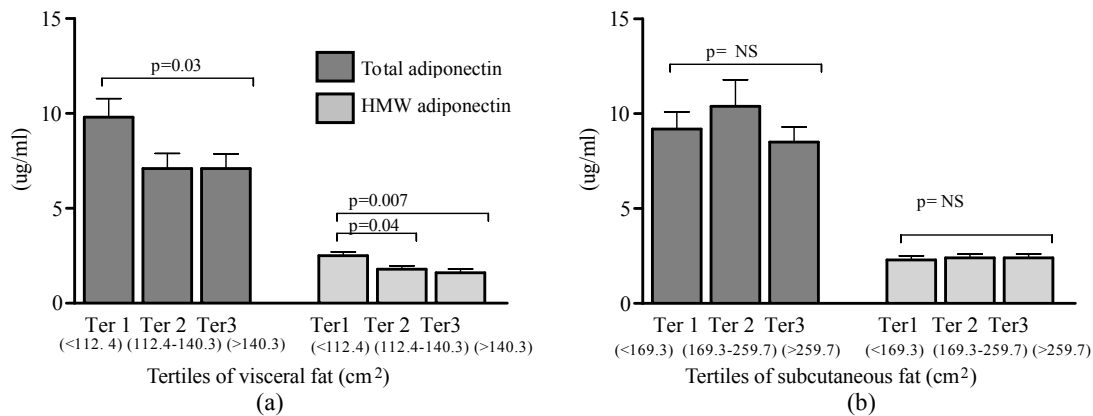 15
10
5
0
(ug/ml)
p=0.03
Total adiponectin
HMW adiponectin
p=0.007
p=0.04
Ter 1 Ter 2 Ter3
(<112. 4) (112.4-140.3) (>140.3)
Ter1 Ter 2 Ter3
(<112.4) (112.4-140.3) (>140.3)
Tertiles of visceral fat (cm2)
(a)
15
10
5
0
(ug/ml)
p= NS
p= NS
Ter 1 Ter 2 Ter3
(<169.3) (169.3-259.7) (>259.7)
Ter1 Ter 2 Ter3
(<169.3) (169.3-259.7) (>259.7)
Tertiles of subcutaneous fat (cm2)
(b)